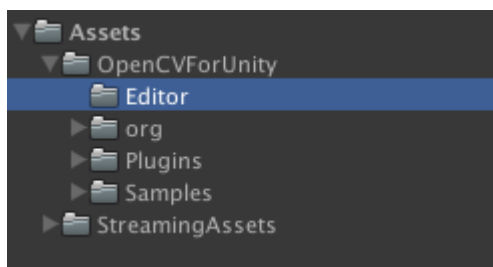 Assets
OpenCVForUnity
Editor
org
Plugins
Samples
StreamingAssets